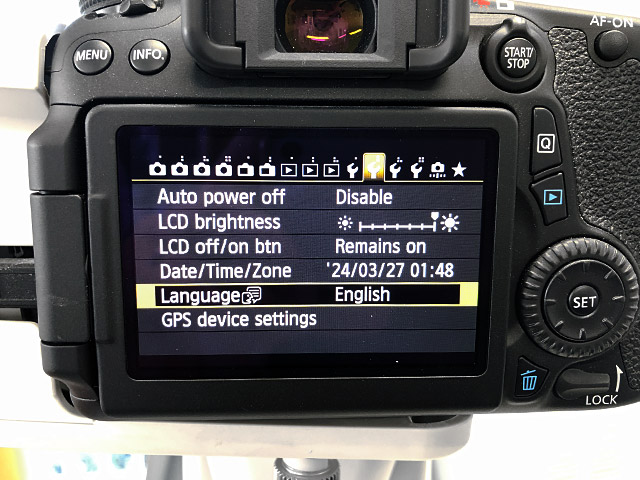 AF-ON
MENU
INFO.
START/
STOP
Q
Auto power off Disable
LCD brightness
LCD off/on btn Remains on
Date/Time/Zone '24/03/27 01:48
Language English
GPS device settings
SET
LOCK